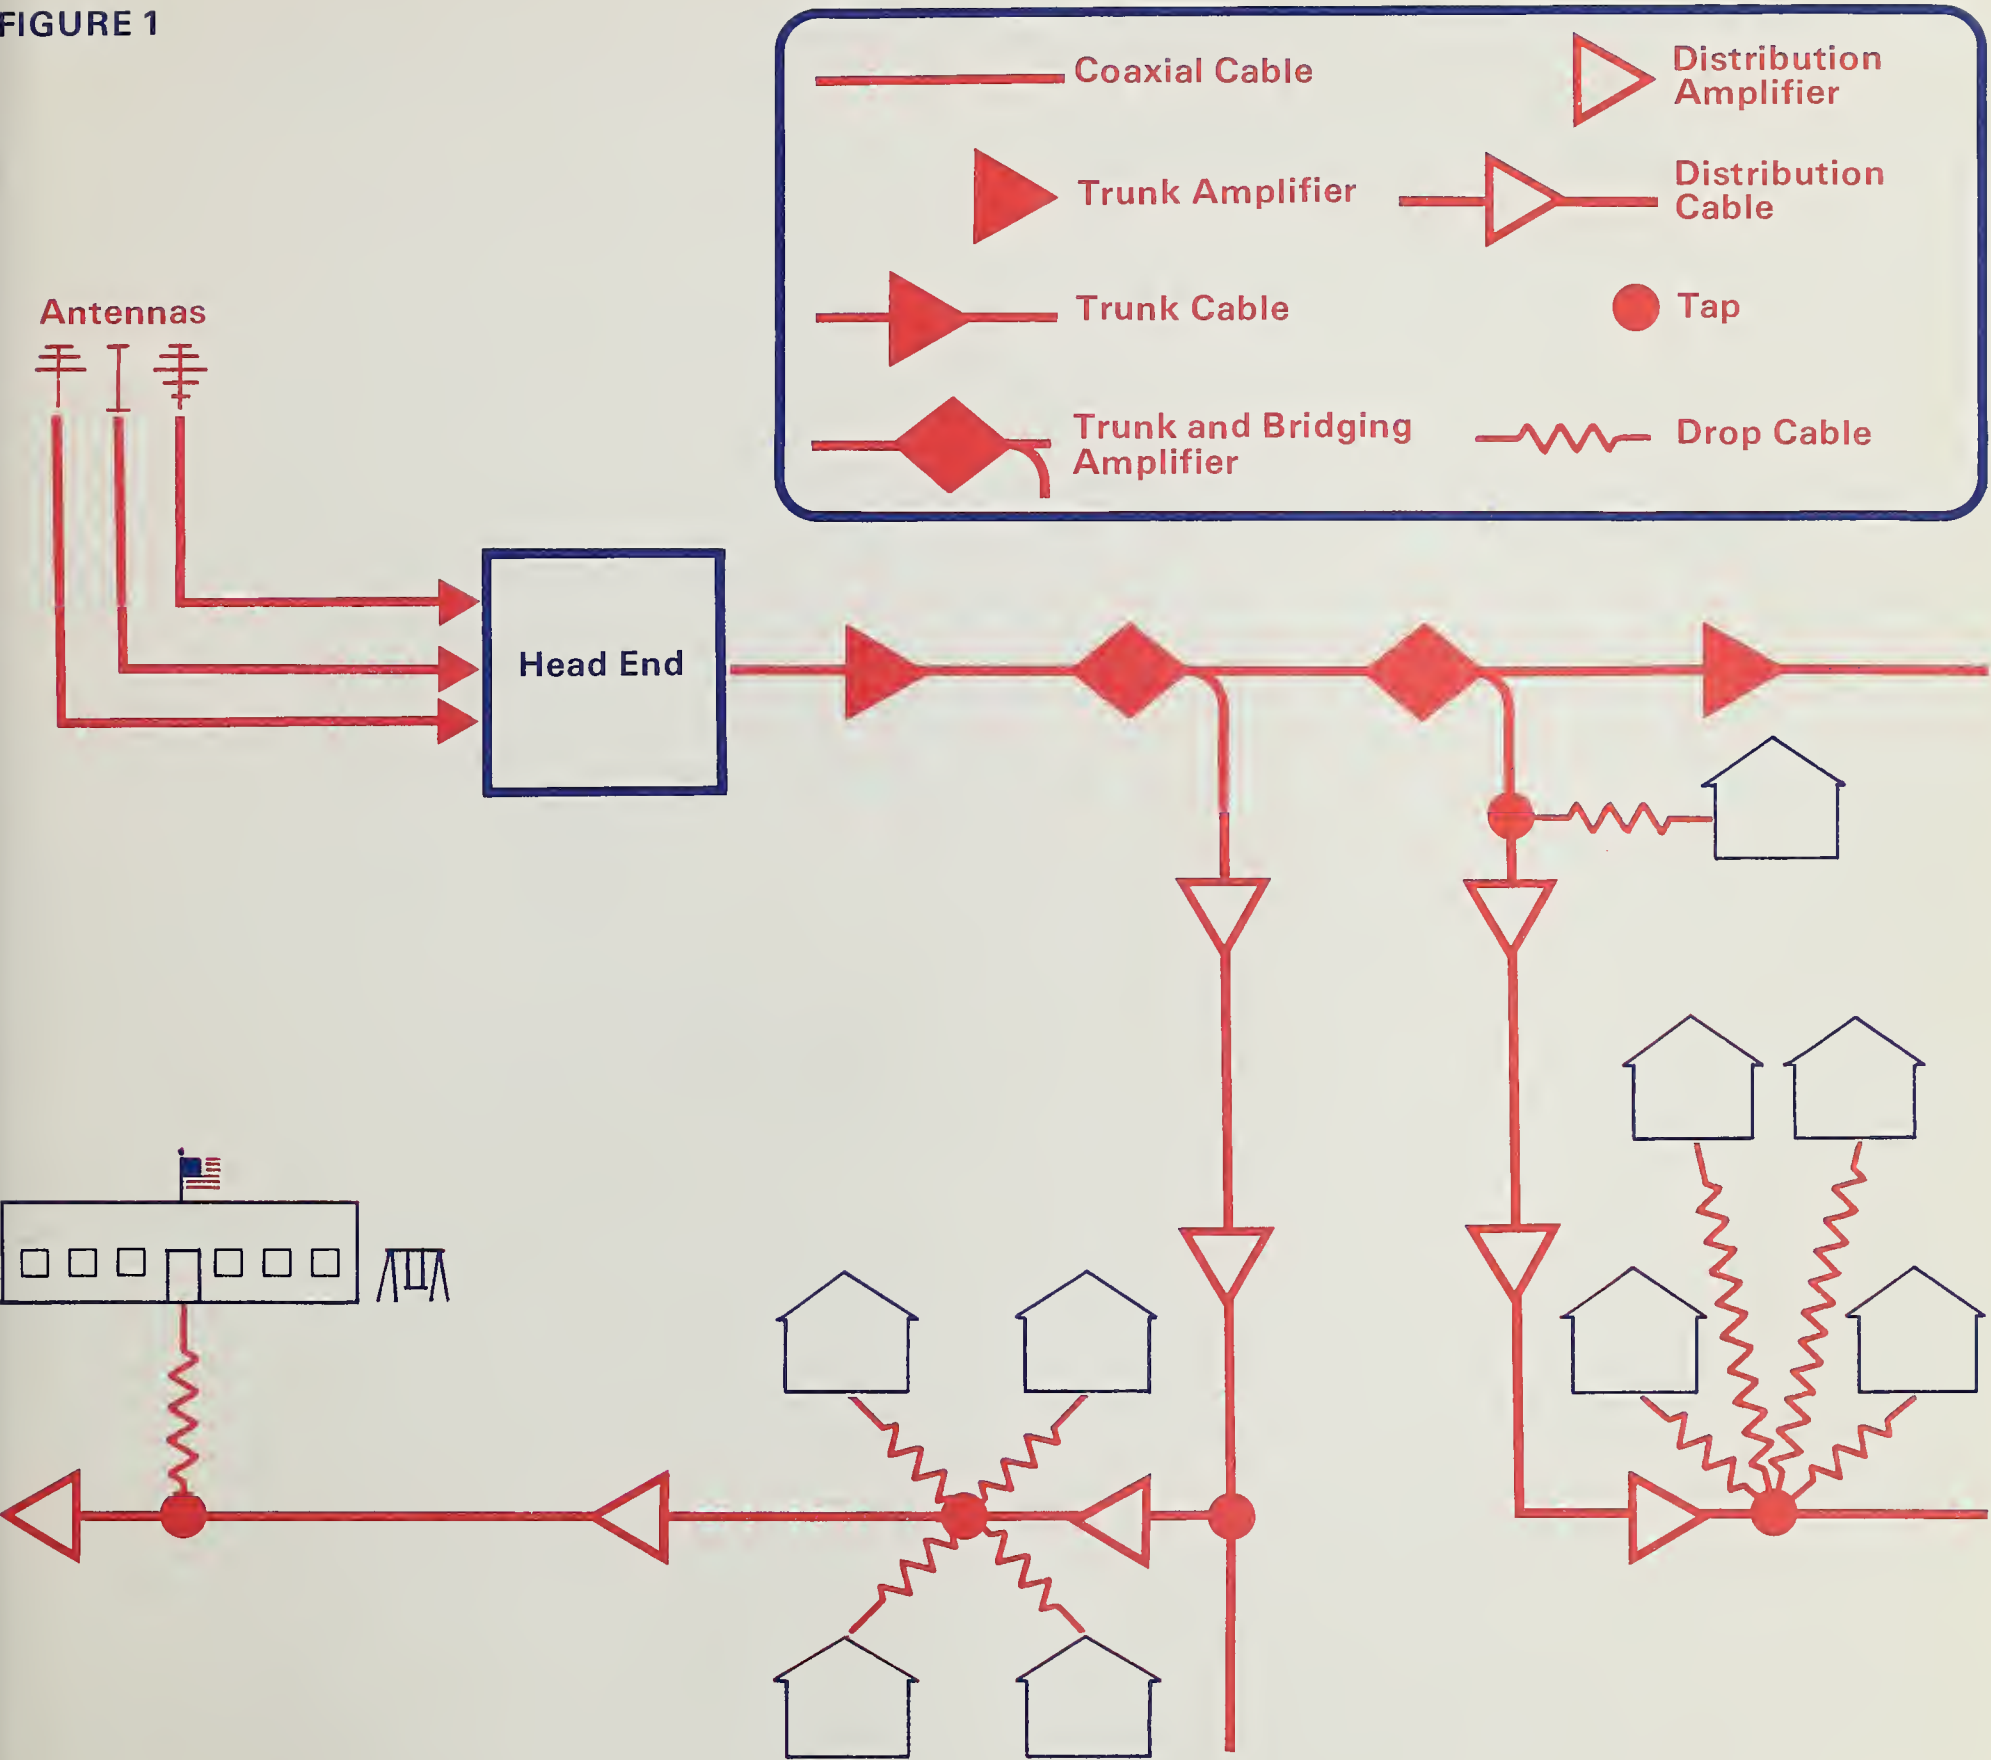 FIGURE 1
Coaxial Cable
Distribution
Amplifier
Trunk Amplifier
Distribution
Cable
Trunk Cable
Tap
Trunk and Bridging
Amplifier
Drop Cable
Antennas
Head End